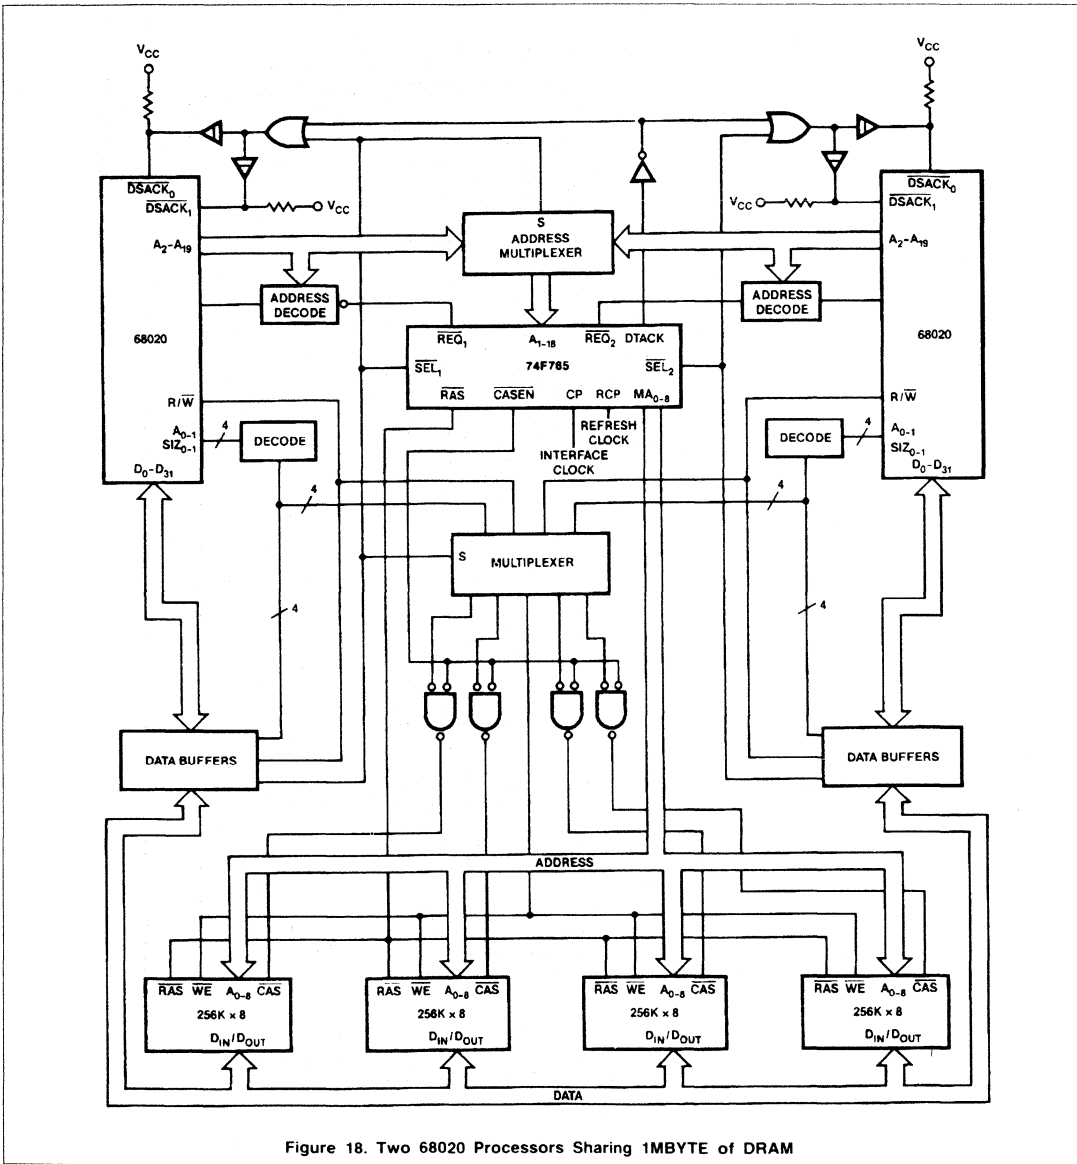 VCC
VCC
DSACK0
DSACK1
VCC
A2–A19
68020
R/W
A0-1
SIZ0-1
D0–D31
DSACK0
DSACK1
VCC
A2–A19
68020
R/W
A0-1
SIZ0-1
D0–D31
S
ADDRESS
MULTIPLEXER
ADDRESS
DECODE
ADDRESS
DECODE
REQ1 A1-18 REQ2 DTACK
SEL1 74F765 SEL2
RAS CASEN CP RCP MA0-8
REFRESH
CLOCK
INTERFACE
CLOCK
4
DECODE
DECODE
4
4
4
S MULTIPLEXER
4
4
DATA BUFFERS
DATA BUFFERS
ADDRESS
RAS WE A0-8 CAS
256K x 8
DIN/DOUT
RAS WE A0-8 CAS
256K x 8
DIN/DOUT
RAS WE A0-8 CAS
256K x 8
DIN/DOUT
RAS WE A0-8 CAS
256K x 8
DIN/DOUT
DATA
Figure 18. Two 68020 Processors Sharing 1MBYTE of DRAM